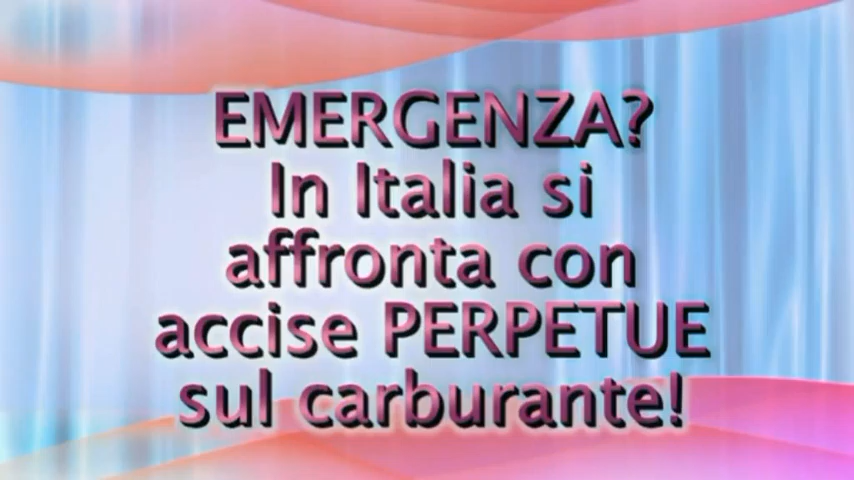 EMERGENZA?
In Italia si
affronta con
accise PERPETUE
sul carburante!